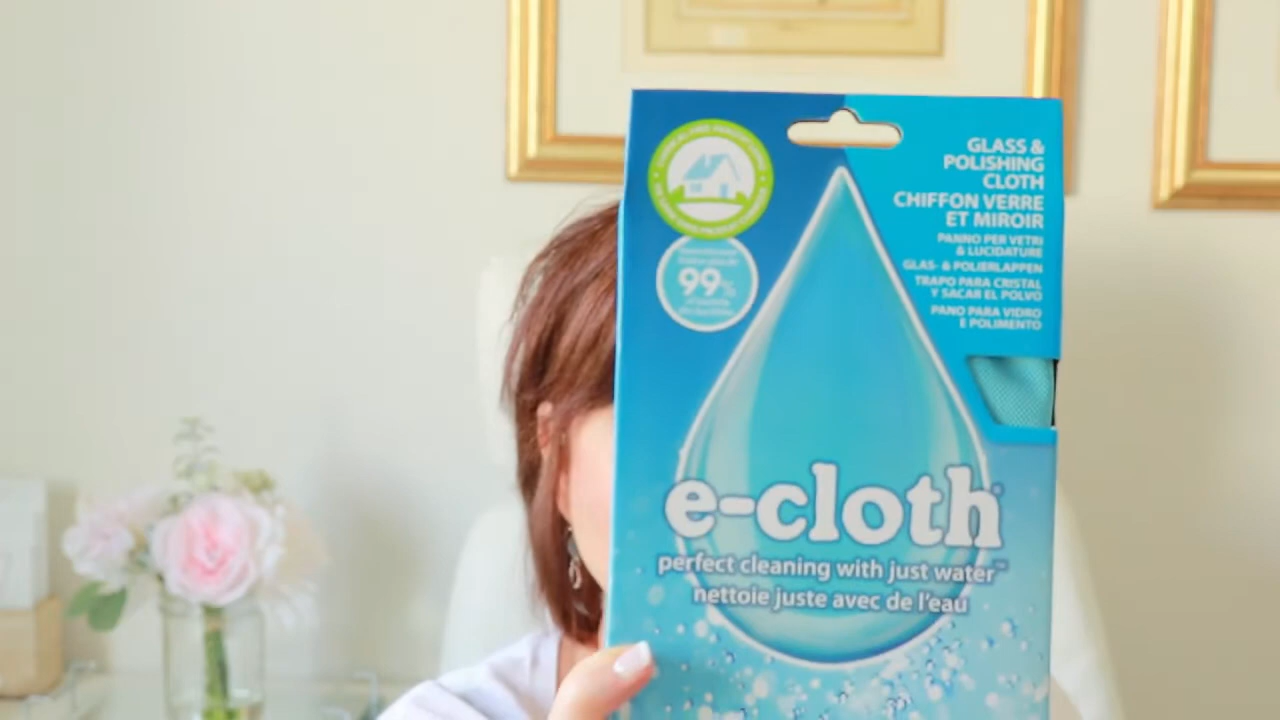 GLASS &
POLISHING
CLOTH
CHIFFON VERRE
ET MIROIR
PANNO PER VETRI
& LUCIDATURE
GLAS- & POLIERLAPPEN
TRAPO PARA CRISTAL
Y SACAR EL POLVO
PANO PARA VIDRO
E POLIMENTO
99%
e-cloth
perfect cleaning with just water™
nettoie juste avec de l'eau